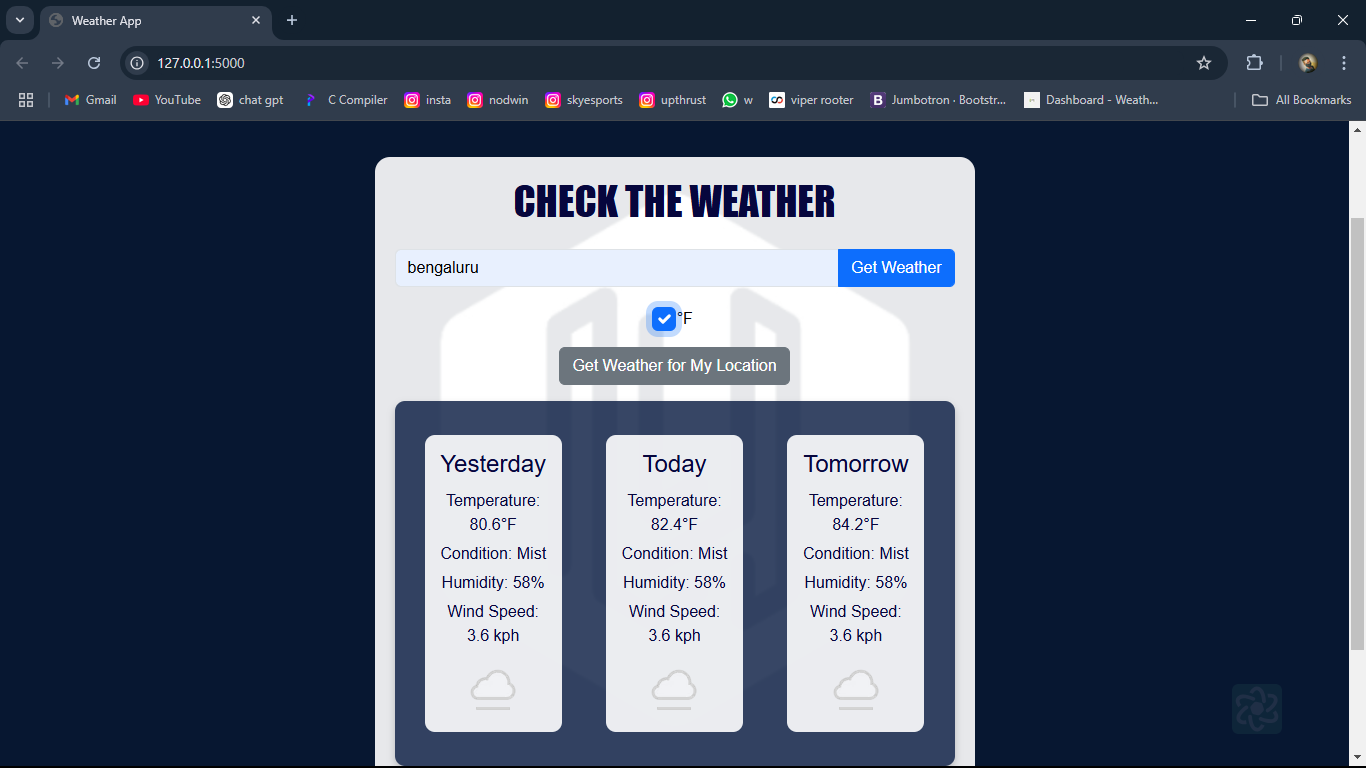 Weather App
127.0.0.1:5000
Gmail YouTube chat gpt C Compiler insta nodwin skyesports upthrust w viper rooter B Jumbotron · Bootstr... Dashboard - Weath... All Bookmarks
CHECK THE WEATHER
bengaluru Get Weather
°F
Get Weather for My Location
Yesterday Today Tomorrow
Temperature: Temperature: Temperature:
80.6°F 82.4°F 84.2°F
Condition: Mist Condition: Mist Condition: Mist
Humidity: 58% Humidity: 58% Humidity: 58%
Wind Speed: Wind Speed: Wind Speed:
3.6 kph 3.6 kph 3.6 kph